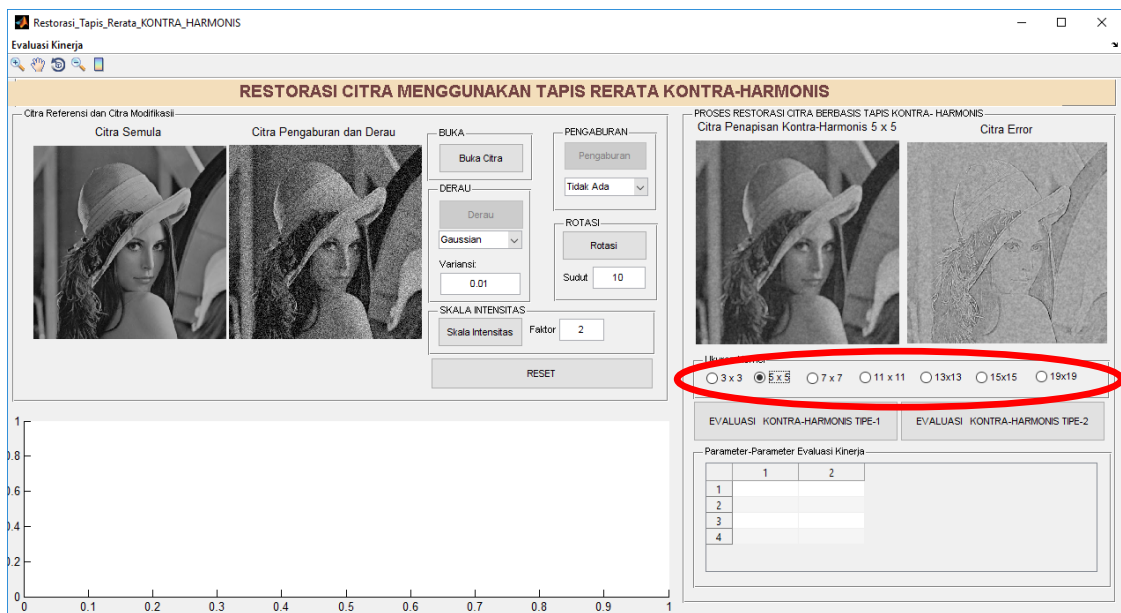 Restorasi_Tapis_Rerata_KONTRA_HARMONIS
Evaluasi Kinerja
RESTORASI CITRA MENGGUNAKAN TAPIS RERATA KONTRA-HARMONIS
Citra Referensi dan Citra Modifikasii
Citra Semula
Citra Pengaburan dan Derau
BUKA
Buka Citra
DERAU
Derau
Gaussian
Variansi:
0.01
PENGABURAN
Pengaburan
Tidak Ada
ROTASI
Rotasi
Sudut 10
SKALA INTENSITAS
Skala Intensitas Faktor 2
RESET
PROSES RESTORASI CITRA BERBASIS TAPIS KONTRA- HARMONIS
Citra Penapisan Kontra-Harmonis 5 x 5
Citra Error
3 x 3 5 x 5 7 x 7 11 x 11 13x13 15x15 19x19
EVALUASI KONTRA-HARMONIS TIPE-1
EVALUASI KONTRA-HARMONIS TIPE-2
Parameter-Parameter Evaluasi Kinerja
1 2
1
2
3
4
1
0.8
0.6
0.4
0.2
0
0 0.1 0.2 0.3 0.4 0.5 0.6 0.7 0.8 0.9 1